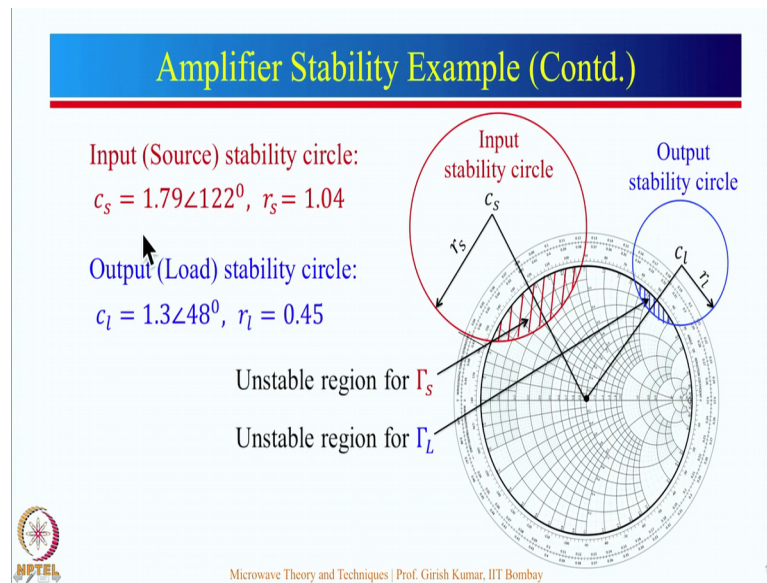 Amplifier Stability Example (Contd.)
Input (Source) stability circle:
c_s = 1.79∠122⁰, r_s = 1.04
Output (Load) stability circle:
c_l = 1.3∠48⁰, r_l = 0.45
Input
stability circle
c_s
r_s
Output
stability circle
c_l
r_l
Unstable region for Γ_s
Unstable region for Γ_L
NPTEL
Microwave Theory and Techniques | Prof. Girish Kumar, IIT Bombay